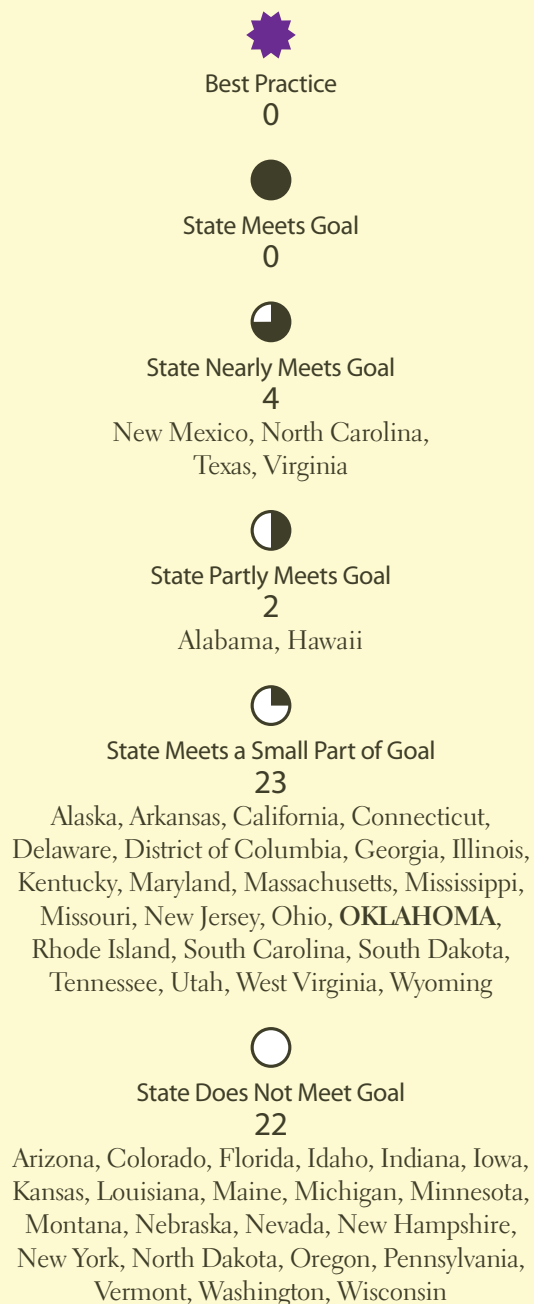 Best Practice
0
State Meets Goal
0
State Nearly Meets Goal
4
New Mexico, North Carolina,
Texas, Virginia
State Partly Meets Goal
2
Alabama, Hawaii
State Meets a Small Part of Goal
23
Alaska, Arkansas, California, Connecticut,
Delaware, District of Columbia, Georgia, Illinois,
Kentucky, Maryland, Massachusetts, Mississippi,
Missouri, New Jersey, Ohio, OKLAHOMA,
Rhode Island, South Carolina, South Dakota,
Tennessee, Utah, West Virginia, Wyoming
State Does Not Meet Goal
22
Arizona, Colorado, Florida, Idaho, Indiana, Iowa,
Kansas, Louisiana, Maine, Michigan, Minnesota,
Montana, Nebraska, Nevada, New Hampshire,
New York, North Dakota, Oregon, Pennsylvania,
Vermont, Washington, Wisconsin